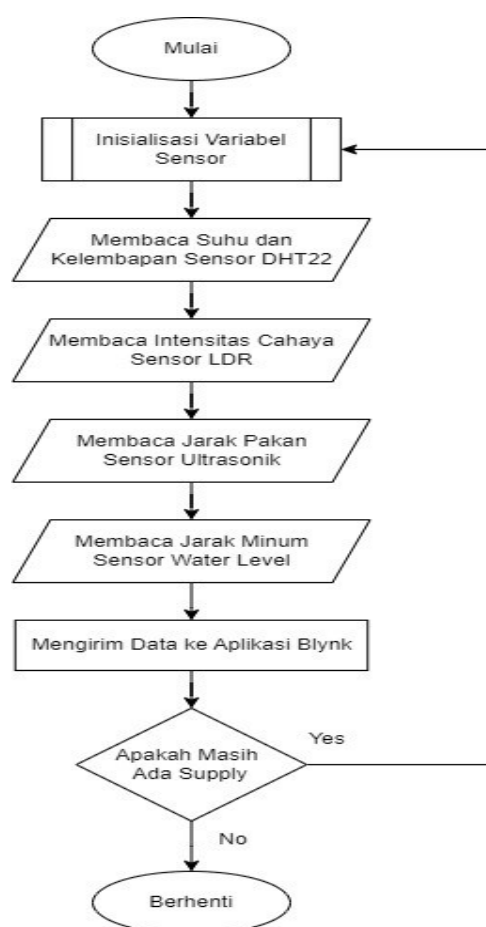 Mulai
Inisialisasi Variabel
Sensor
Membaca Suhu dan
Kelembapan Sensor DHT22
Membaca Intensitas Cahaya
Sensor LDR
Membaca Jarak Pakan
Sensor Ultrasonik
Membaca Jarak Minum
Sensor Water Level
Mengirim Data ke Aplikasi Blynk
Apakah Masih
Ada Supply
Yes
No
Berhenti